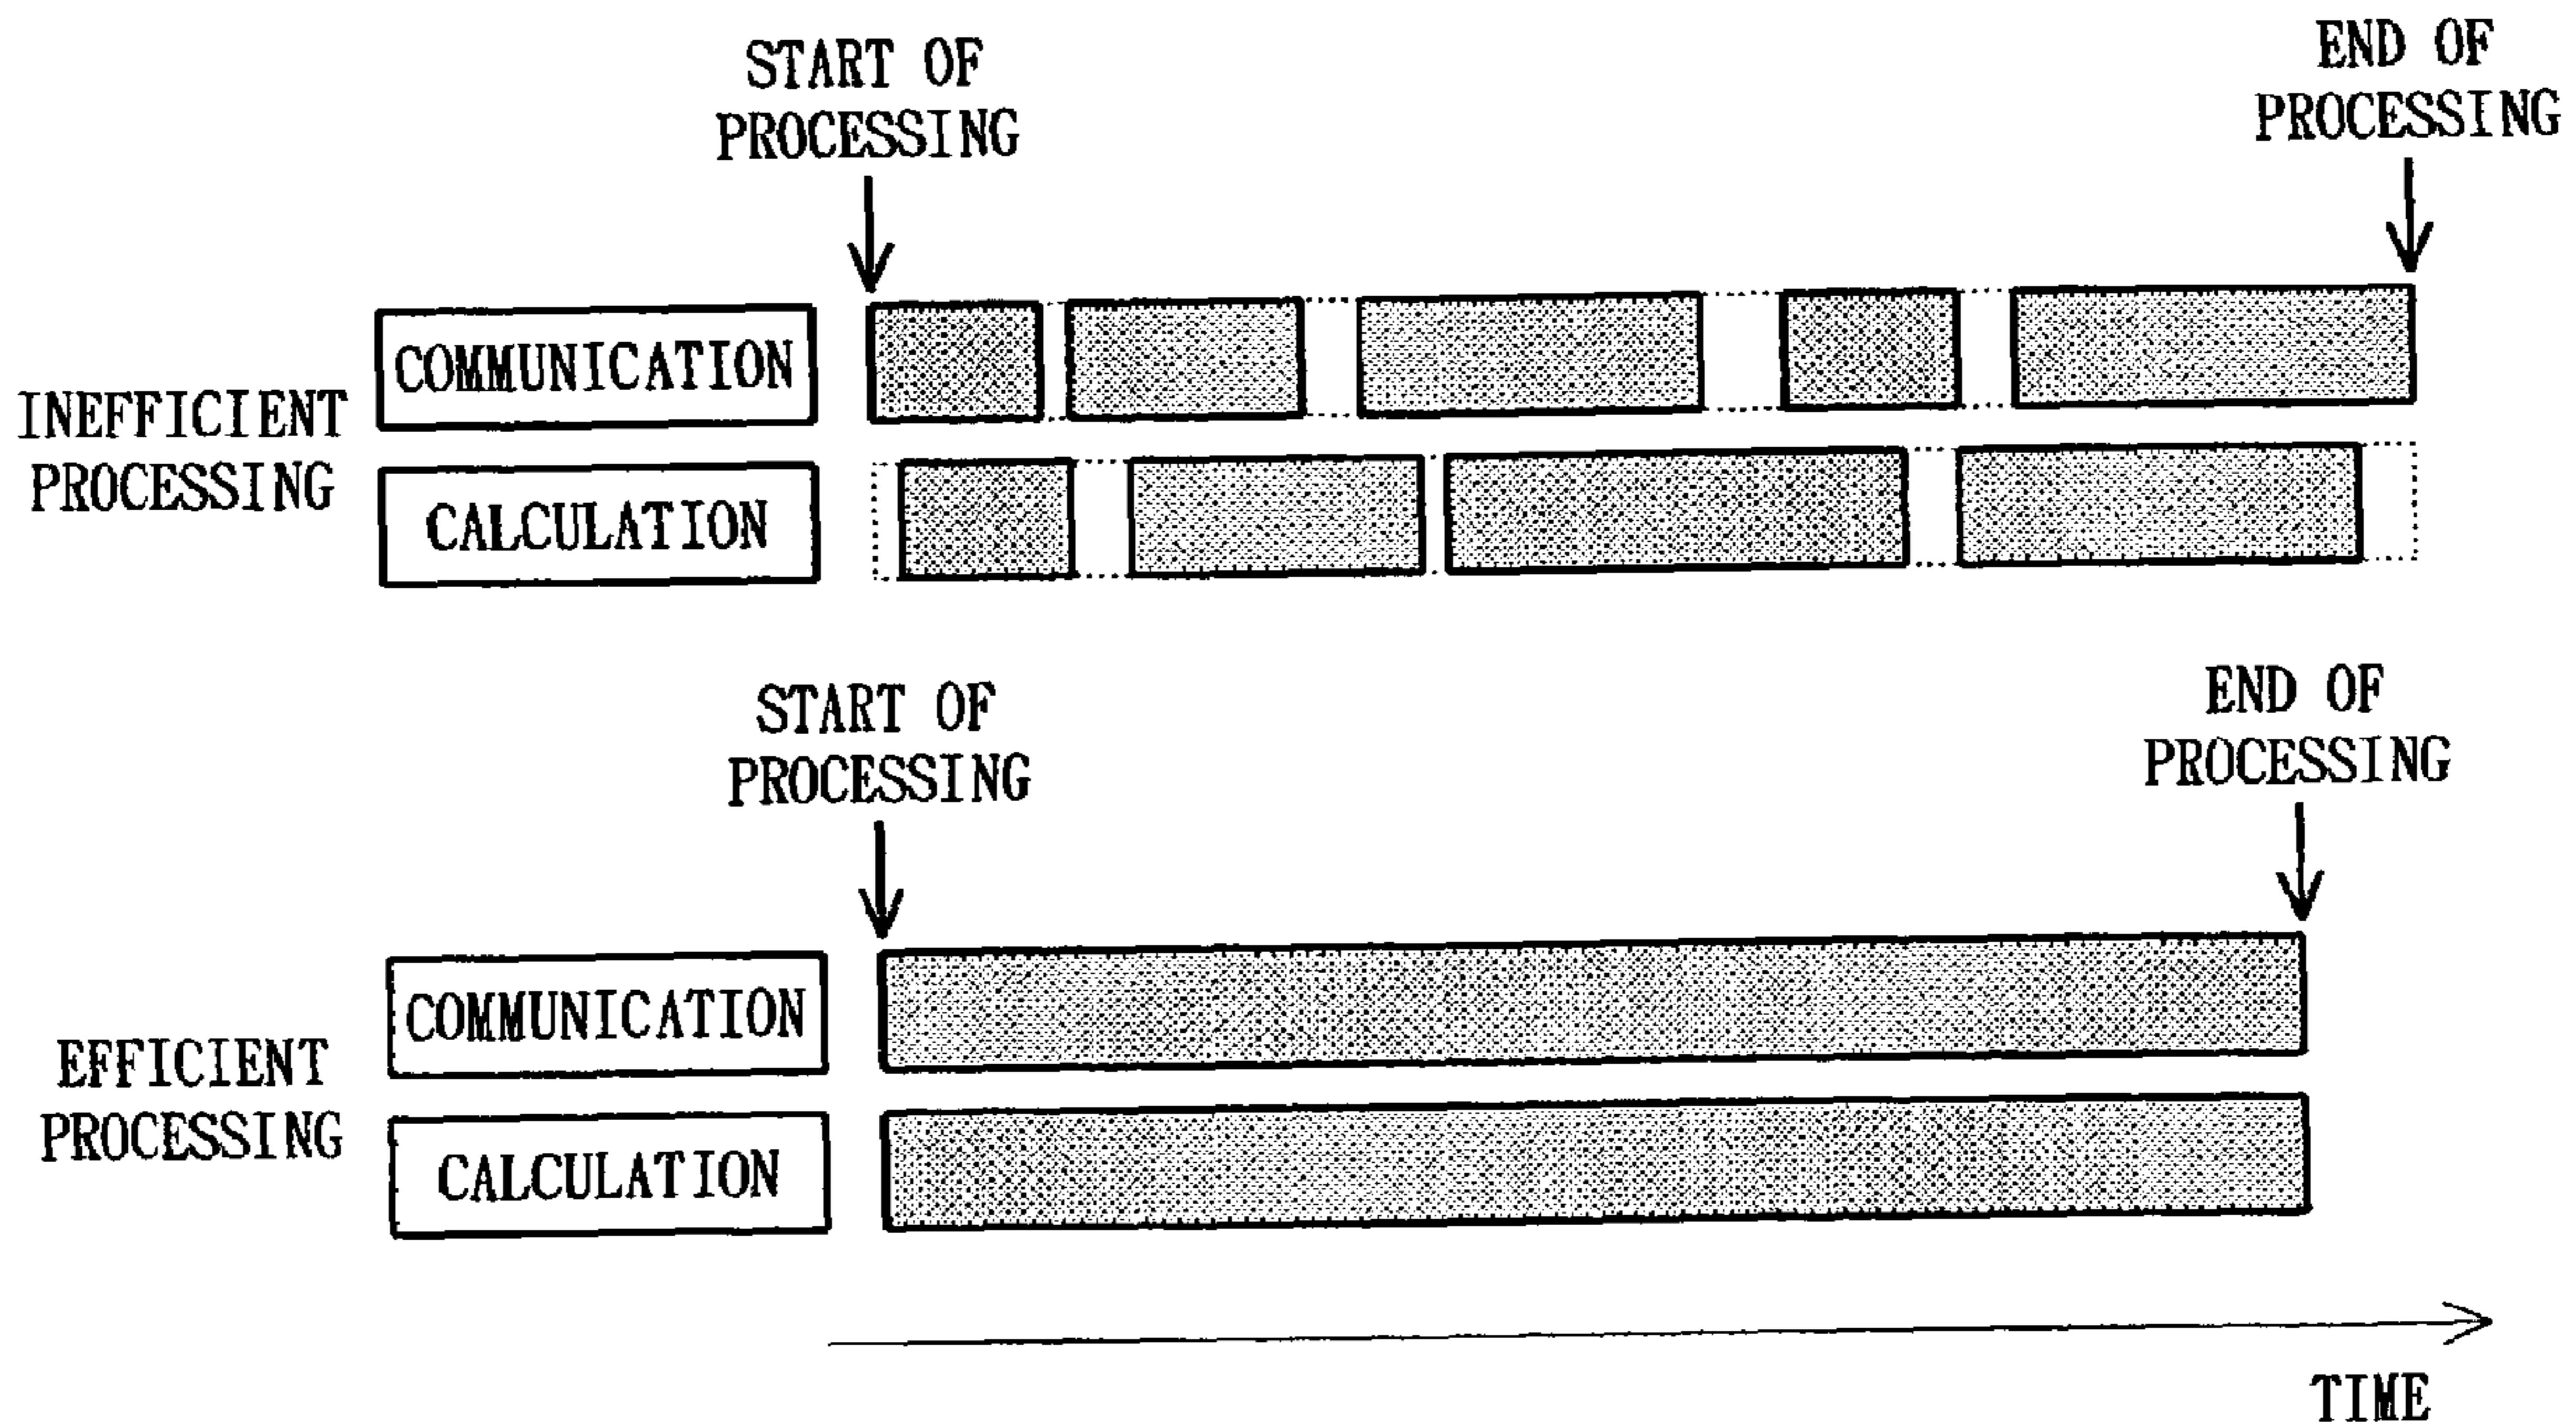 START OF
PROCESSING
END OF
PROCESSING
INEFFICIENT
PROCESSING
COMMUNICATION
CALCULATION
START OF
PROCESSING
END OF
PROCESSING
EFFICIENT
PROCESSING
COMMUNICATION
CALCULATION
TIME